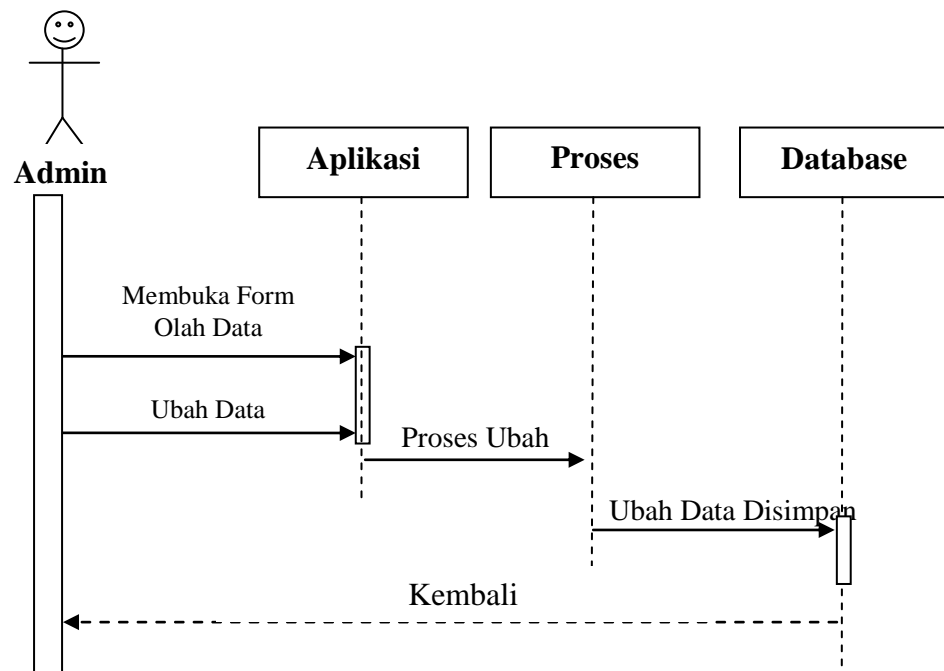 Admin
Aplikasi
Proses
Database
Membuka Form
Olah Data
Ubah Data
Proses Ubah
Ubah Data Disimpan
Kembali